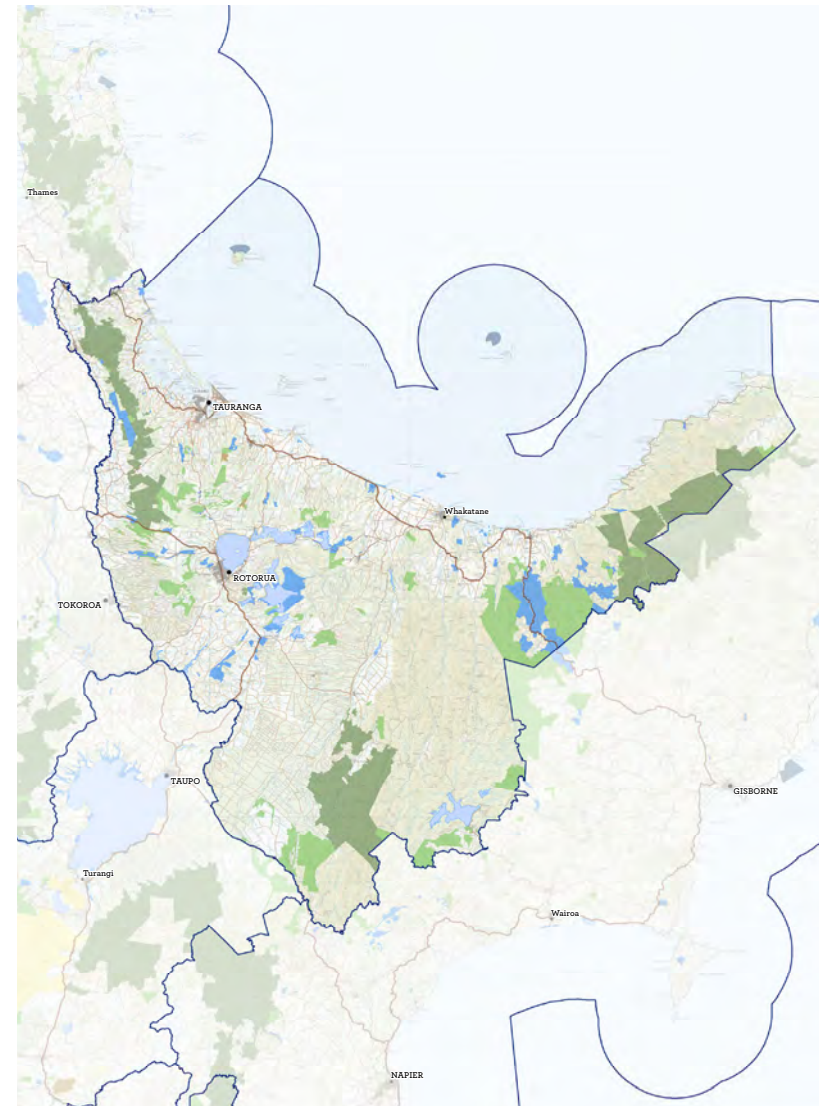 Thames
TAURANGA
Whakatane
ROTORUA
TOKOROA
TAUPO
GISBORNE
Turangi
Wairoa
NAPIER